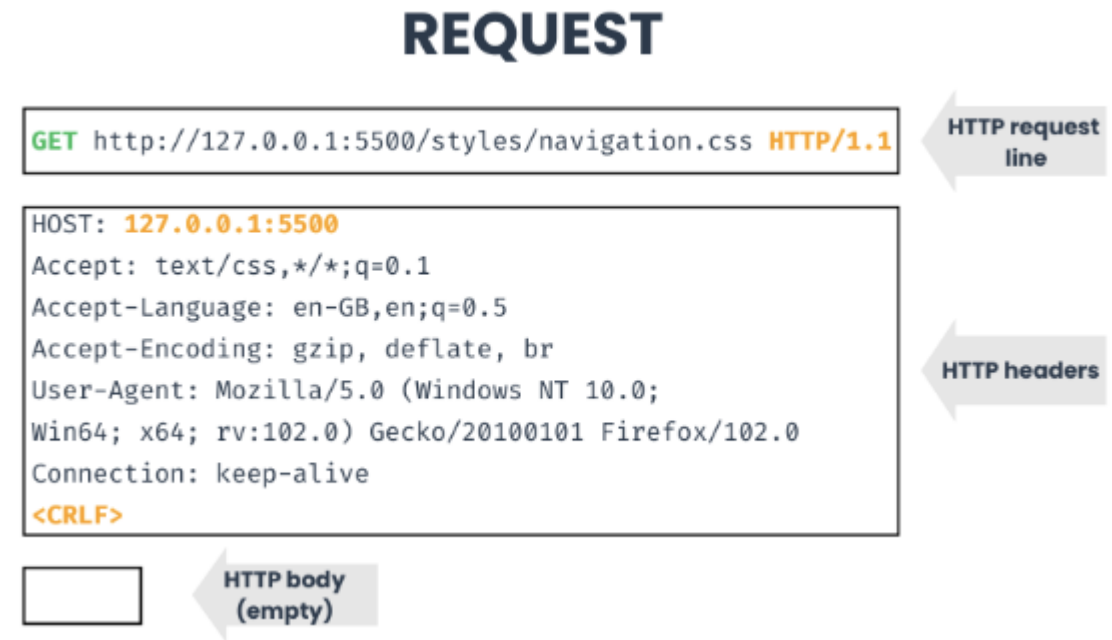 REQUEST
GET http://127.0.0.1:5500/styles/navigation.css HTTP/1.1
HTTP request
line
HOST: 127.0.0.1:5500
Accept: text/css,*/*;q=0.1
Accept-Language: en-GB,en;q=0.5
Accept-Encoding: gzip, deflate, br
User-Agent: Mozilla/5.0 (Windows NT 10.0;
Win64; x64; rv:102.0) Gecko/20100101 Firefox/102.0
Connection: keep-alive
<CRLF>
HTTP headers
HTTP body
(empty)